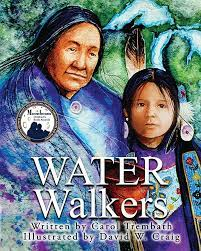 WATER
Walkers
Written by Carol Trembath
Illustrated by David W. Craig